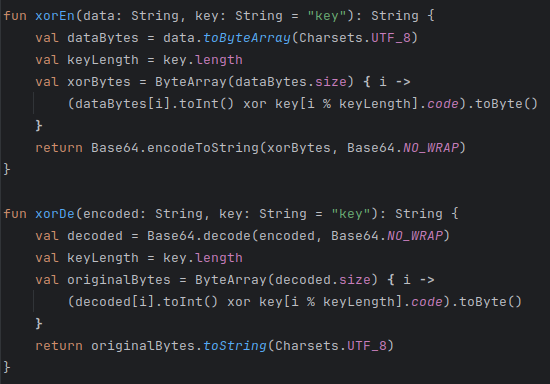 fun xorEn(data: String, key: String = "key"): String {
    val dataBytes = data.toByteArray(Charsets.UTF_8)
    val keyLength = key.length
    val xorBytes = ByteArray(dataBytes.size) { i ->
        (dataBytes[i].toInt() xor key[i % keyLength].code).toByte()
    }
    return Base64.encodeToString(xorBytes, Base64.NO_WRAP)
}

fun xorDe(encoded: String, key: String = "key"): String {
    val decoded = Base64.decode(encoded, Base64.NO_WRAP)
    val keyLength = key.length
    val originalBytes = ByteArray(decoded.size) { i ->
        (decoded[i].toInt() xor key[i % keyLength].code).toByte()
    }
    return originalBytes.toString(Charsets.UTF_8)
}